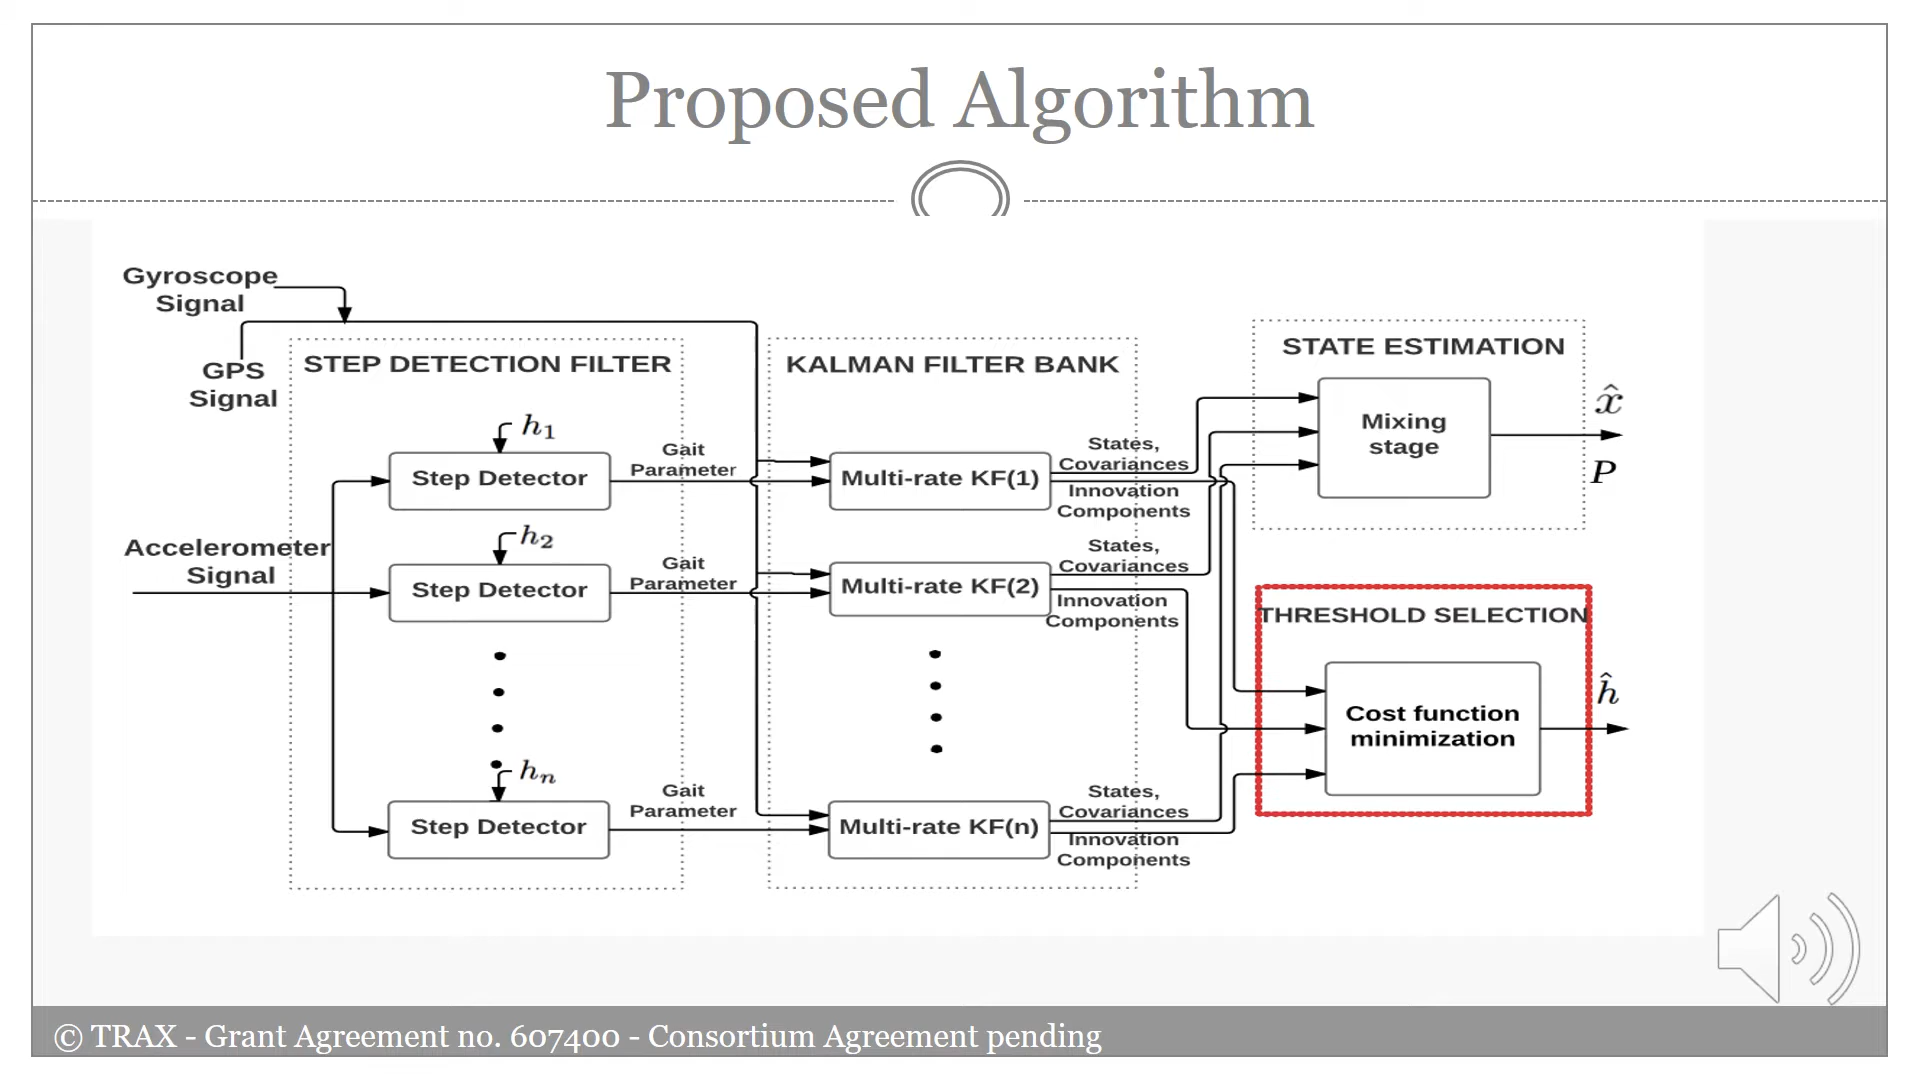 Proposed Algorithm
Gyroscope
Signal
GPS
Signal
STEP DETECTION FILTER
KALMAN FILTER BANK
STATE ESTIMATION
h₁
Step Detector
Gait
Parameter
Multi-rate KF(1)
States,
Covariances
Innovation
Components
Mixing
stage
x̂
P
Accelerometer
Signal
h₂
Step Detector
Gait
Parameter
Multi-rate KF(2)
States,
Covariances
Innovation
Components
THRESHOLD SELECTION
Cost function
minimization
ĥ
hₙ
Step Detector
Gait
Parameter
Multi-rate KF(n)
States,
Covariances
Innovation
Components
© TRAX - Grant Agreement no. 607400 - Consortium Agreement pending